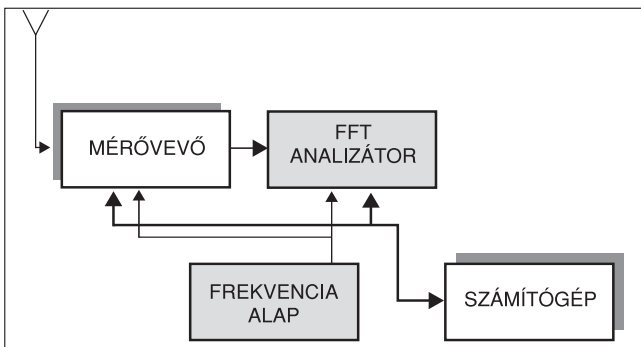 MÉRŐVEVŐ
FFT
ANALIZÁTOR
FREKVENCIA
ALAP
SZÁMÍTÓGÉP